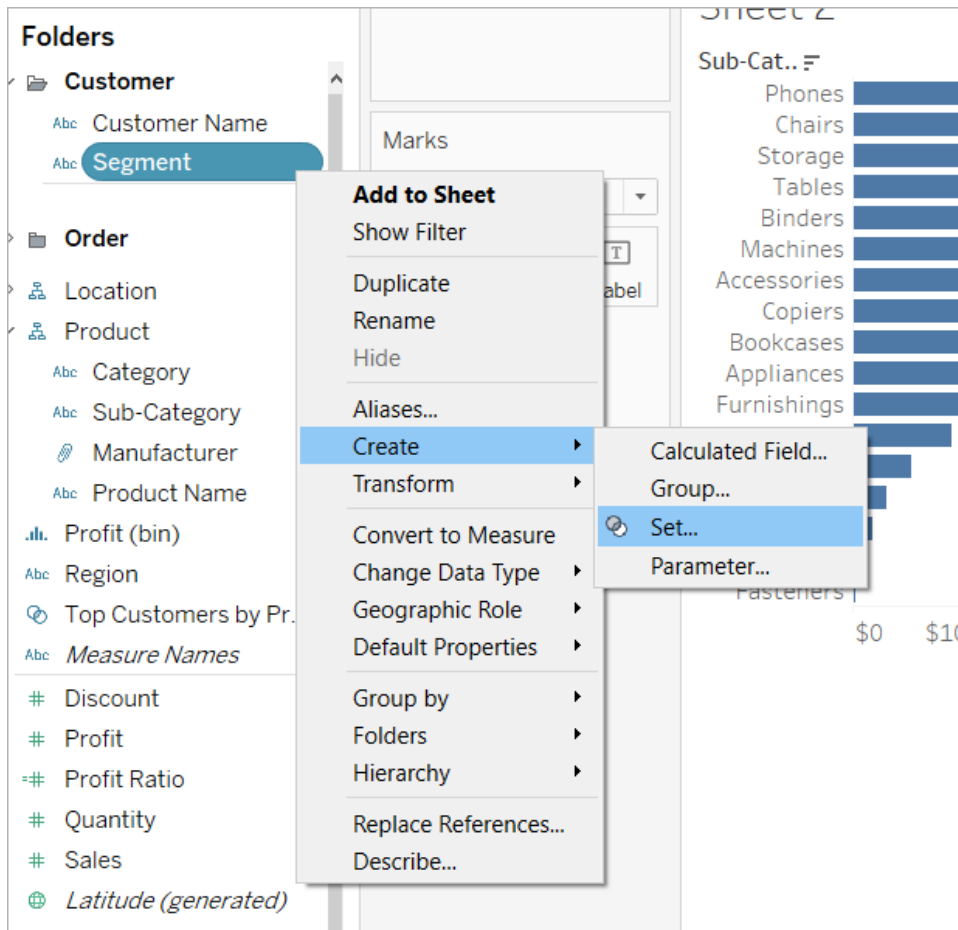 Folders
Customer
Abc Customer Name
Abc Segment
Order
Location
Product
Abc Category
Abc Sub-Category
Manufacturer
Abc Product Name
Profit (bin)
Abc Region
Top Customers by Pr..
Abc Measure Names
# Discount
# Profit
=# Profit Ratio
# Quantity
# Sales
Latitude (generated)
Marks
T
abel
Add to Sheet
Show Filter
Duplicate
Rename
Hide
Aliases...
Create
Transform
Convert to Measure
Change Data Type
Geographic Role
Default Properties
Group by
Folders
Hierarchy
Replace References...
Describe...
Calculated Field...
Group...
Set...
Parameter...
Sheet 2
Sub-Cat..
Phones
Chairs
Storage
Tables
Binders
Machines
Accessories
Copiers
Bookcases
Appliances
Furnishings
Fasteners
$0 $10